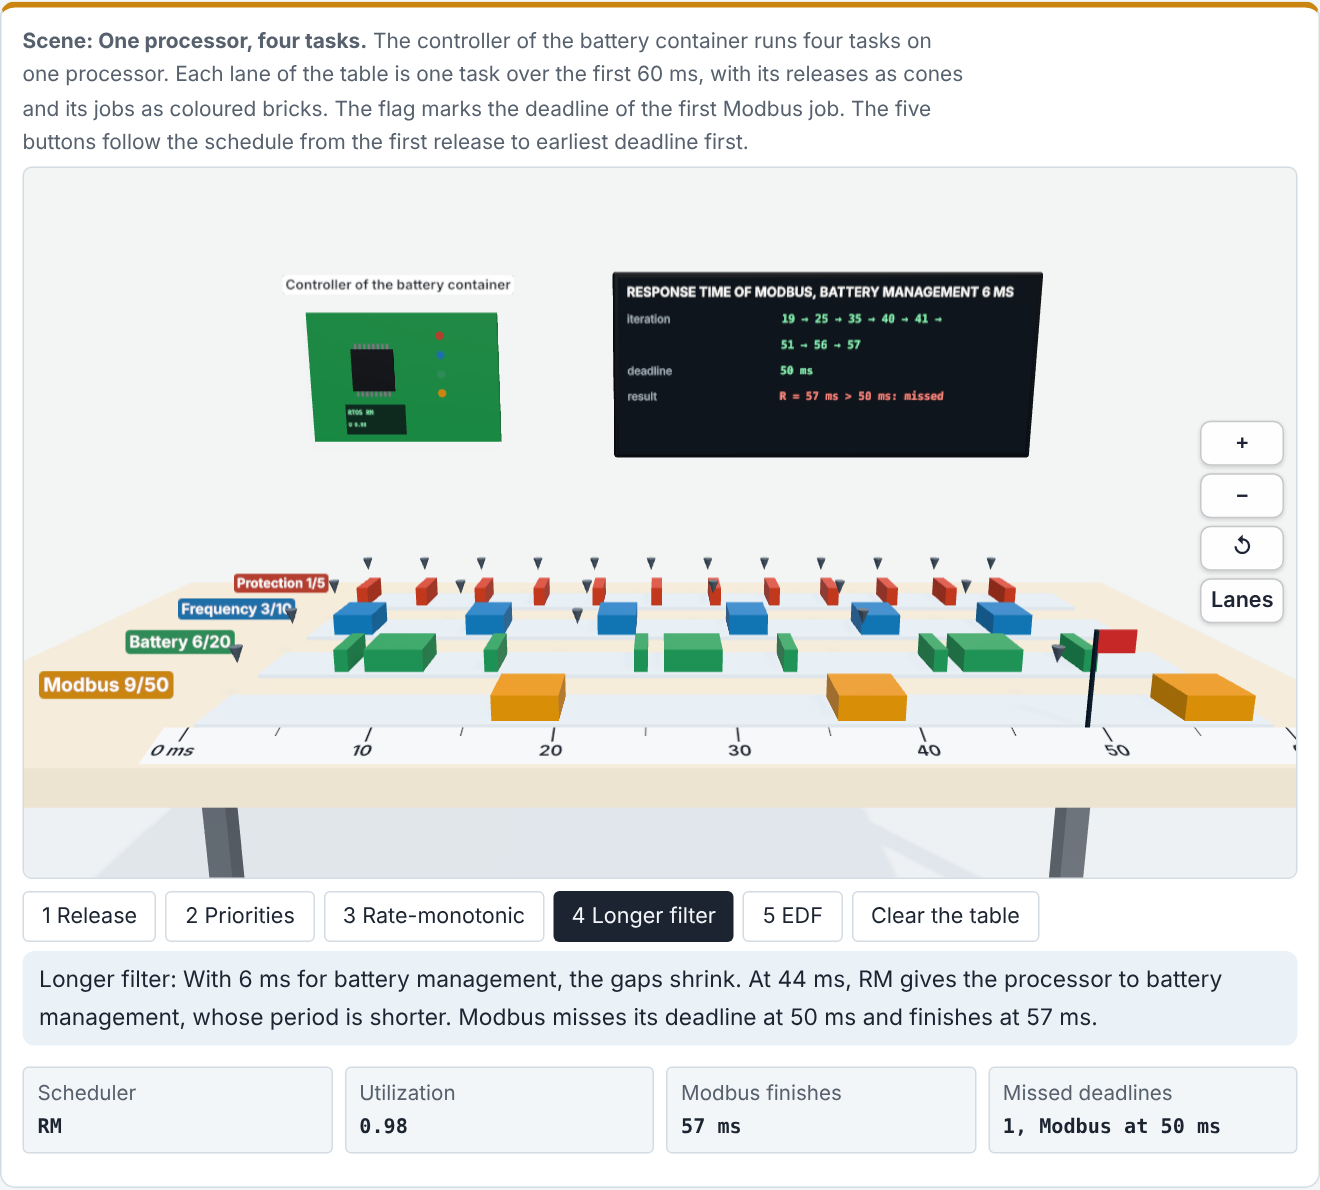 Scene: One processor, four tasks. The controller of the battery container runs four tasks on
one processor. Each lane of the table is one task over the first 60 ms, with its releases as cones
and its jobs as coloured bricks. The flag marks the deadline of the first Modbus job. The five
buttons follow the schedule from the first release to earliest deadline first.
Controller of the battery container
RTOS RM
U 0.98
RESPONSE TIME OF MODBUS, BATTERY MANAGEMENT 6 MS
iteration 19 → 25 → 35 → 40 → 41 →
51 → 56 → 57
deadline 50 ms
result R = 57 ms > 50 ms: missed
+
−
Lanes
Protection 1/5
Frequency 3/10
Battery 6/20
Modbus 9/50
0 ms 10 20 30 40 50
1 Release 2 Priorities 3 Rate-monotonic 4 Longer filter 5 EDF Clear the table
Longer filter: With 6 ms for battery management, the gaps shrink. At 44 ms, RM gives the processor to battery
management, whose period is shorter. Modbus misses its deadline at 50 ms and finishes at 57 ms.
Scheduler Utilization Modbus finishes Missed deadlines
RM 0.98 57 ms 1, Modbus at 50 ms